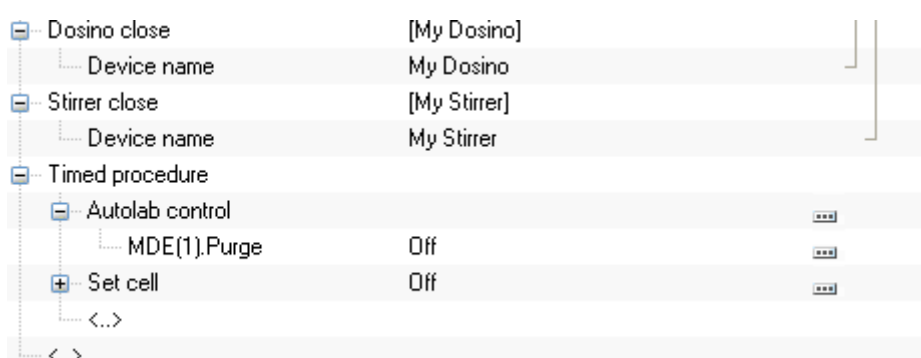 Dosino close [My Dosino]
Device name My Dosino
Stirrer close [My Stirrer]
Device name My Stirrer
Timed procedure
Autolab control
MDE(1).Purge Off
Set cell Off
<..>